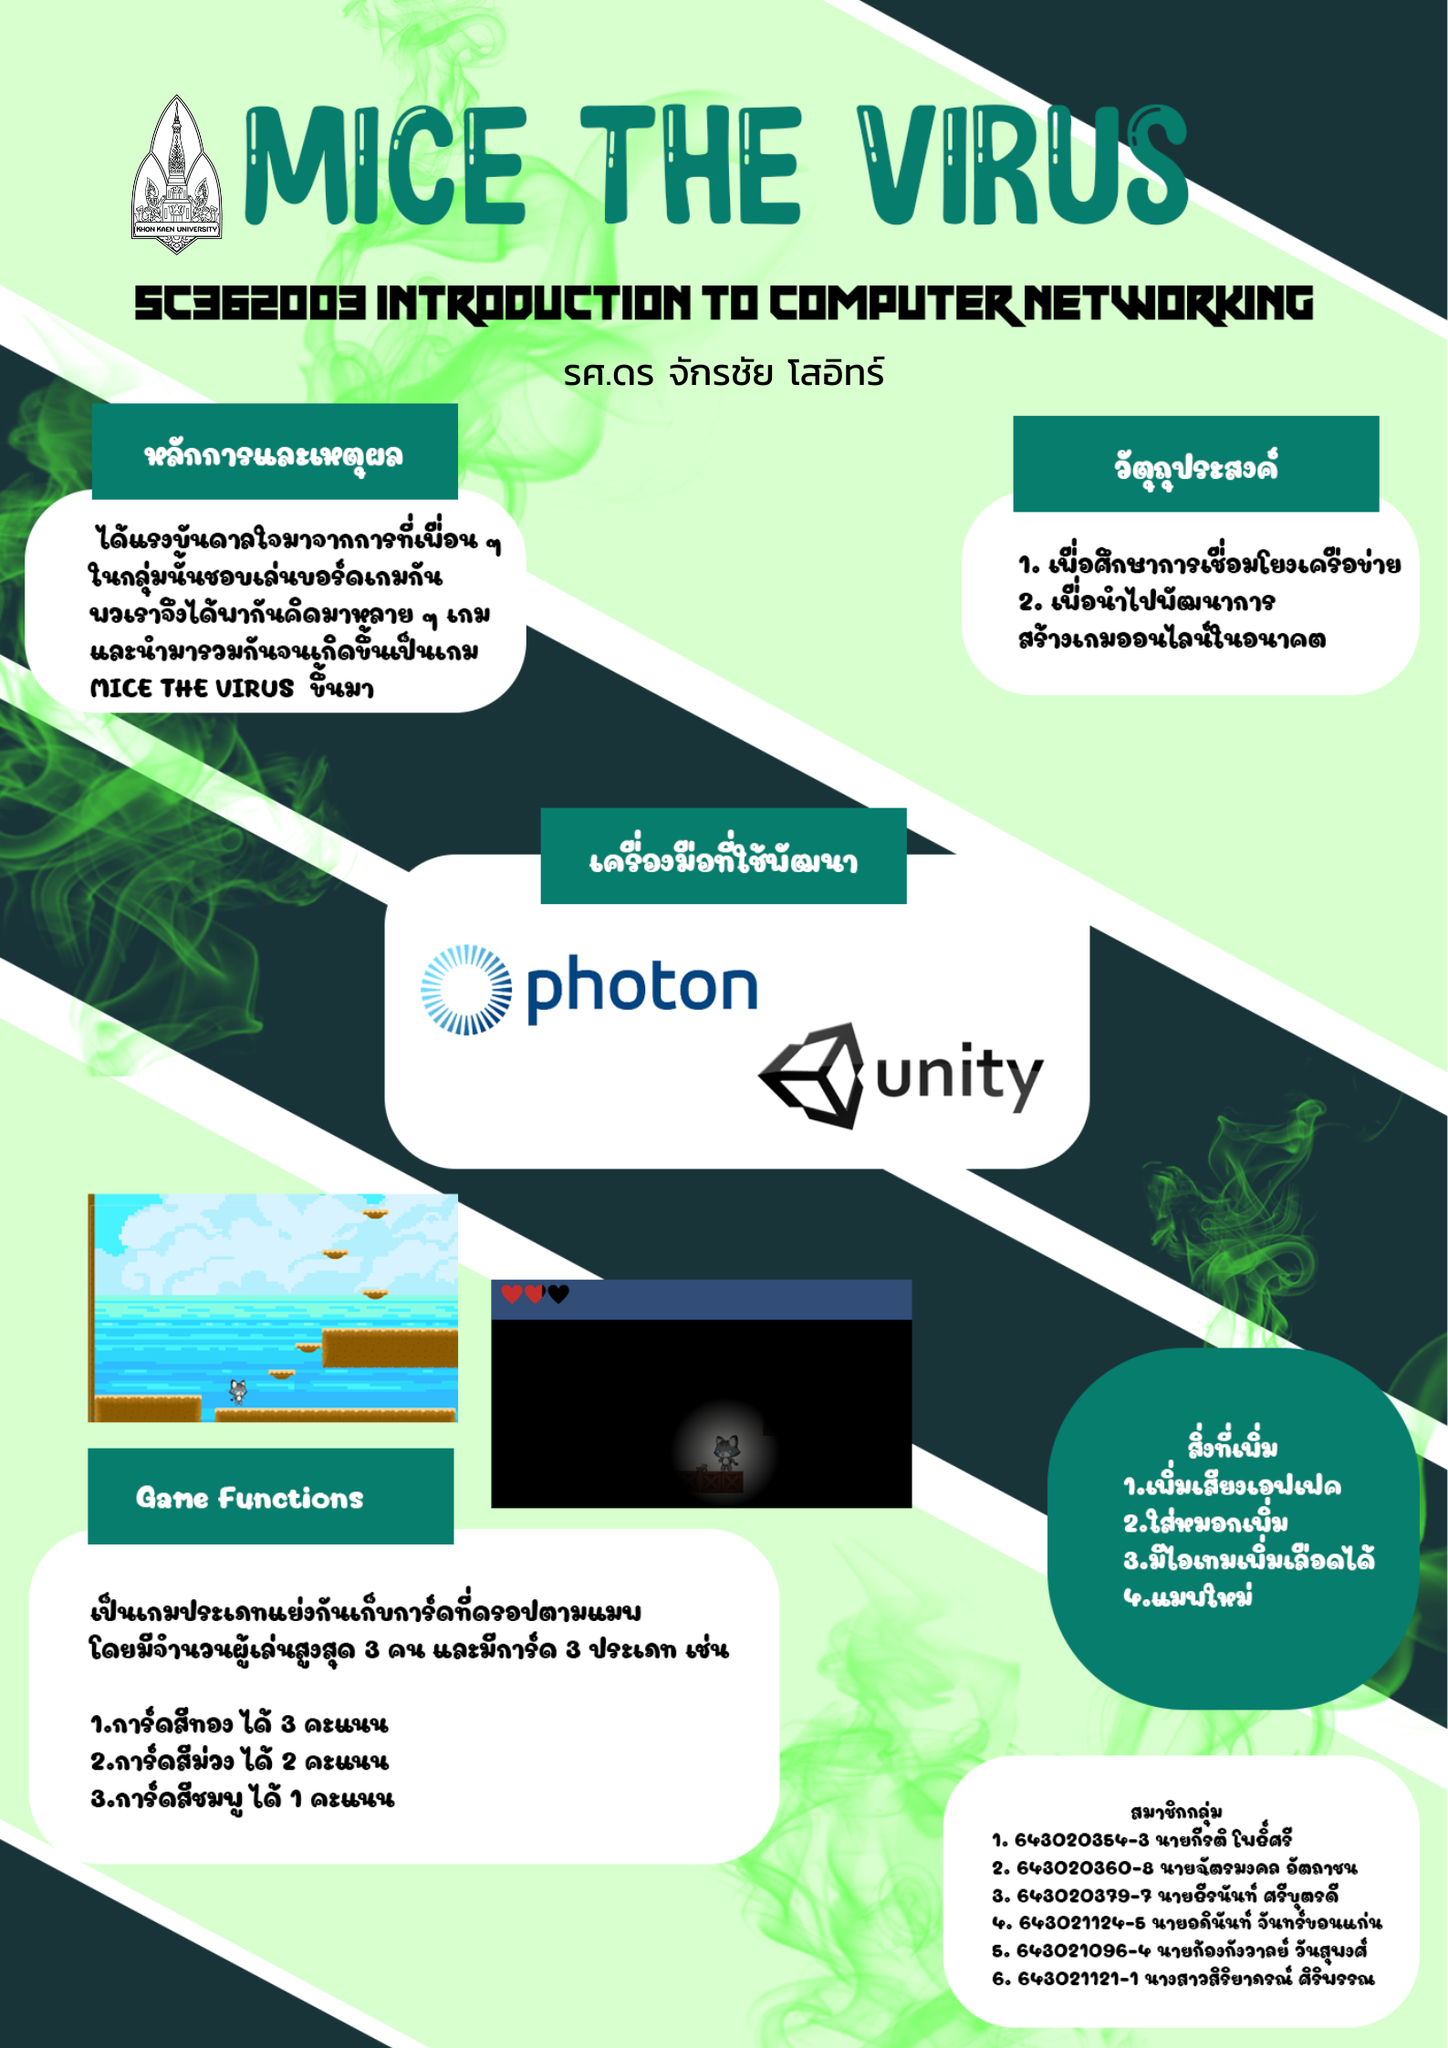 MICE THE VIRUS
KHON KAEN UNIVERSITY
SC362003 INTRODUCTION TO COMPUTER NETWORKING
รศ.ดร จักรชัย โสอิทร์
หลักการและเหตุผล
ได้แรงบันดาลใจมาจากการที่เพื่อน ๆ
ในกลุ่มนั้นชอบเล่นบอร์ดเกมกัน
พวเราจึงได้พากันคิดมาหลาย ๆ เกม
และนำมารวมกันจนเกิดขึ้นเป็นเกม
MICE THE VIRUS ขึ้นมา
วัตุถุประสงค์
1. เพื่อศึกษาการเชื่อมโยงเครือข่าย
2. เพื่อนำไปพัฒนาการ
สร้างเกมออนไลน์ในอนาคต
เครื่องมือที่ใช้พัฒนา
photon
unity
Game Functions
เป็นเกมประเภทแย่งกันเก็บการ์ดที่ดรอปตามแมพ
โดยมีจำนวนผู้เล่นสูงสุด 3 คน และมีการ์ด 3 ประเภท เช่น
1.การ์ดสีทอง ได้ 3 คะแนน
2.การ์ดสีม่วง ได้ 2 คะแนน
3.การ์ดสีชมพู ได้ 1 คะแนน
สิ่งที่เพิ่ม
1.เพิ่มเสียงเอฟเฟค
2.ใส่หมอกเพิ่ม
3.มีไอเทมเพิ่มเลือดได้
4.แมพใหม่
สมาชิกกลุ่ม
1. 643020354-3 นายกีรติ โพธิ์ศรี
2. 643020360-8 นายฉัตรมงคล อัตถาชน
3. 643020379-7 นายธีรนันท์ ศรีบุตรดี
4. 643021124-5 นายอภินันท์ จันทร์ขอนแก่น
5. 643021096-4 นายก้องกังวาลย์ วันสุพงศ์
6. 643021121-1 นางสาวสิริยาภรณ์ ศิริพรรณ